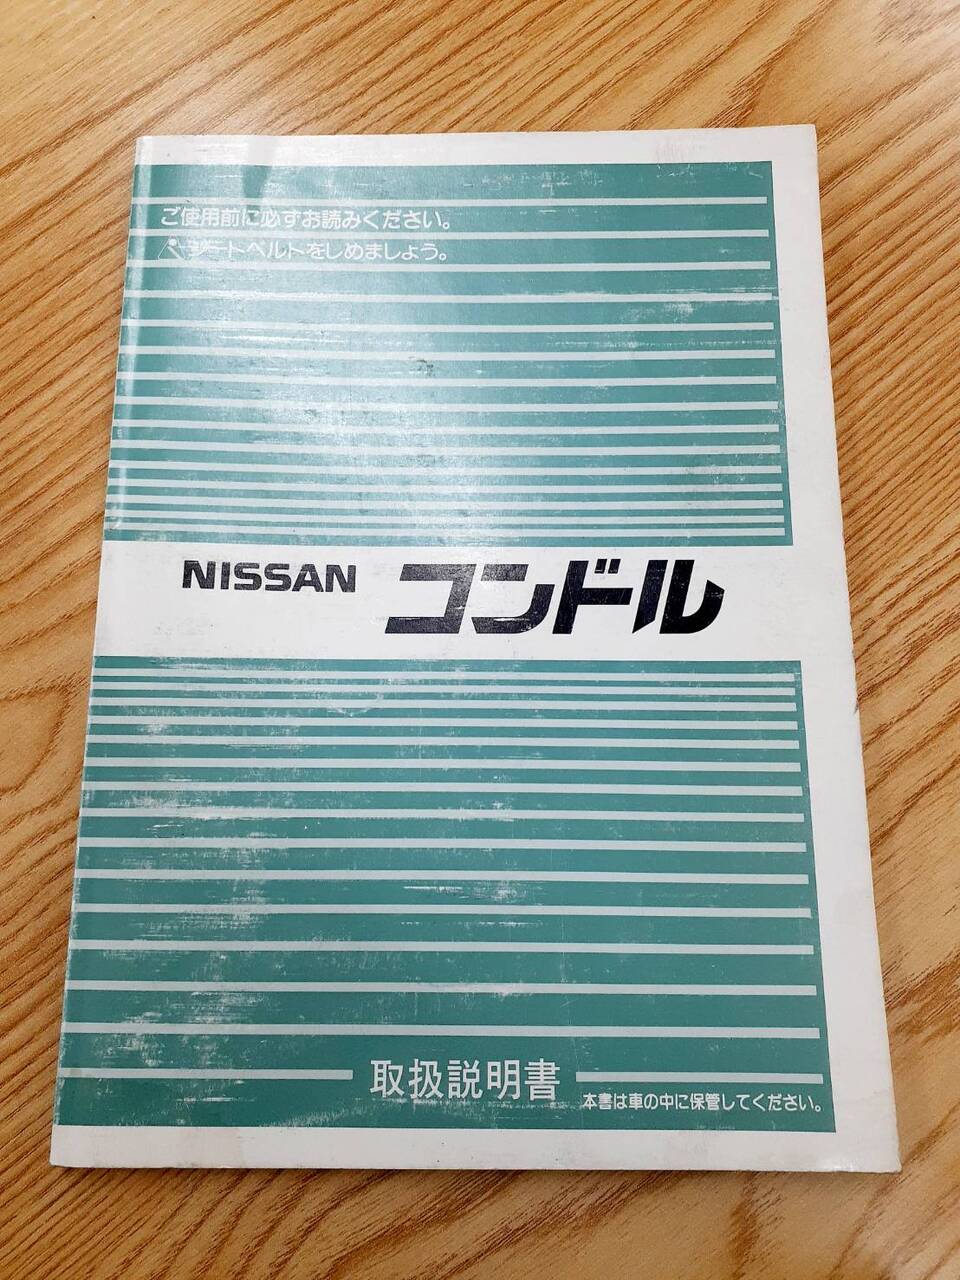 ご使用前に必ずお読みください。
シートベルトをしめましょう。
NISSAN コンドル
取扱説明書
本書は車の中に保管してください。